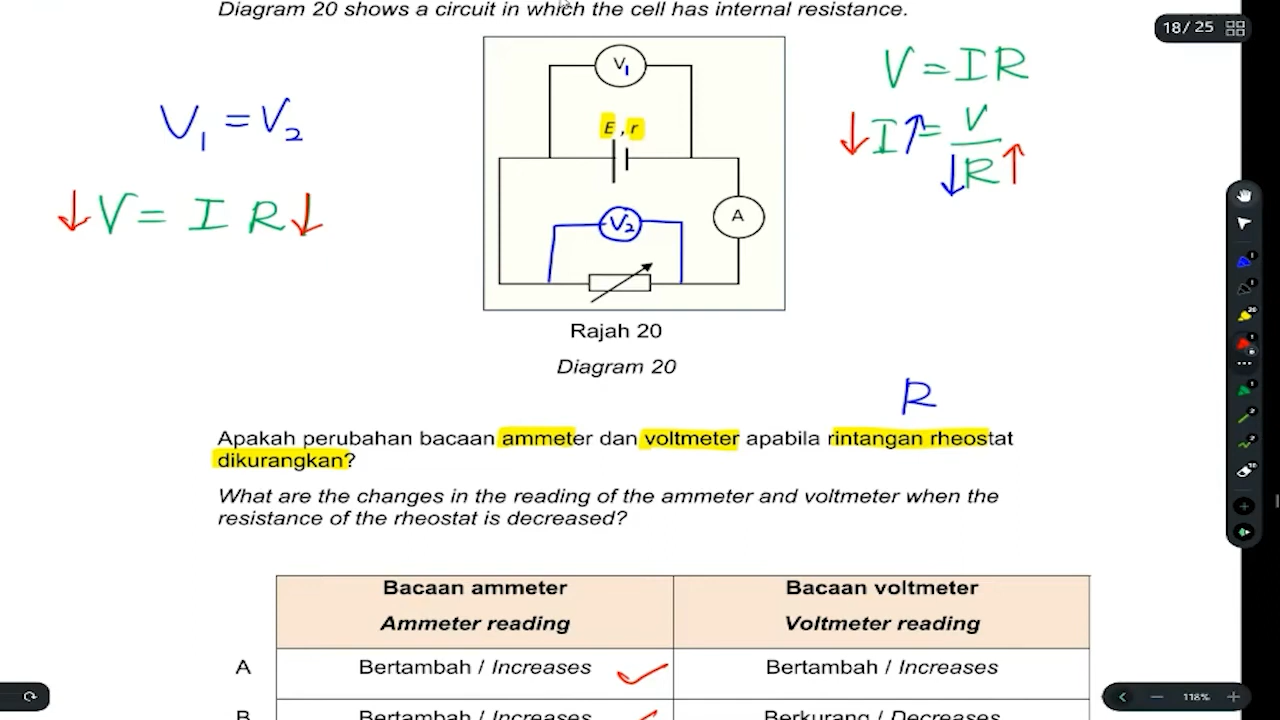 Diagram 20 shows a circuit in which the cell has internal resistance.
18/ 25
V1
V = I R
V1 = V2
↓ I ↑ = V / ↓ R ↑
E , r
↓ V = I R ↓
V2
A
Rajah 20
Diagram 20
R
Apakah perubahan bacaan ammeter dan voltmeter apabila rintangan rheostat
dikurangkan?
What are the changes in the reading of the ammeter and voltmeter when the
resistance of the rheostat is decreased?
Bacaan ammeter
Ammeter reading
Bacaan voltmeter
Voltmeter reading
A Bertambah / Increases ✓ Bertambah / Increases
B Bertambah / Increases Berkurang / Decreases
118%